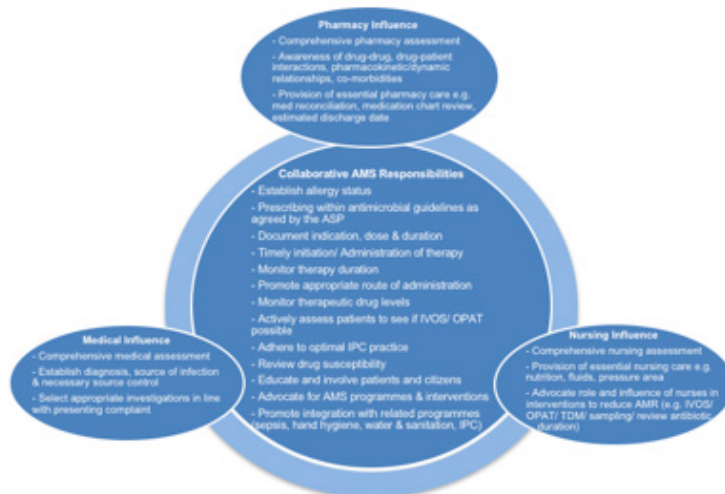 Pharmacy Influence
- Comprehensive pharmacy assessment
- Awareness of drug-drug, drug-patient
interactions, pharmacokinetic/dynamic
relationships, co-morbidities
- Provision of essential pharmacy care e.g.
med reconciliation, medication chart review,
estimated discharge date
Collaborative AMS Responsibilities
- Establish allergy status
- Prescribing within antimicrobial guidelines as
agreed by the ASP
- Document indication, dose & duration
- Timely initiation/ Administration of therapy
- Monitor therapy duration
- Promote appropriate route of administration
- Monitor therapeutic drug levels
- Actively assess patients to see if IVOS/ OPAT
possible
- Adhere to optimal IPC practice
- Review drug susceptibility
- Educate and involve patients and citizens
- Advocate for AMS programmes & interventions
- Promote integration with related programmes
(sepsis, hand hygiene, water & sanitation, IPC)
Medical Influence
- Comprehensive medical assessment
- Establish diagnosis, source of infection
& necessary source control
- Select appropriate investigations in line
with presenting complaint
Nursing Influence
- Comprehensive nursing assessment
- Provision of essential nursing care e.g.
nutrition, fluids, pressure area
- Advocate role and influence of nurses in
interventions to reduce AMR (e.g. IVOS/
OPAT/ TDM/ sampling/ review antibiotic
duration)